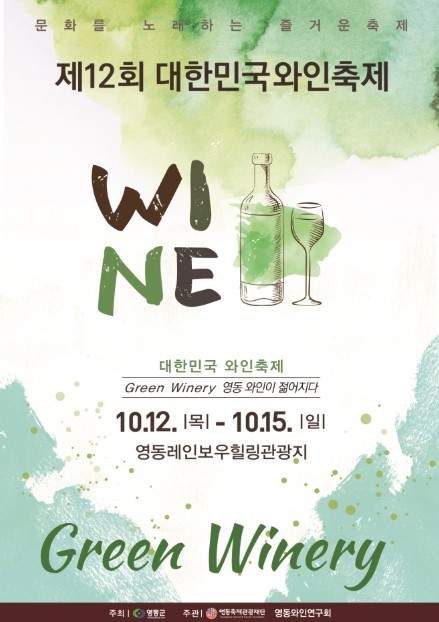 문화를 노래하는 즐거운축제
제12회 대한민국와인축제
WI
NE
대한민국 와인축제
Green Winery 영동 와인이 젊어지다
10.12. |목| - 10.15. |일|
영동레인보우힐링관광지
Green Winery
주최 | 영동군 주관 | 영동축제관광재단 영동와인연구회